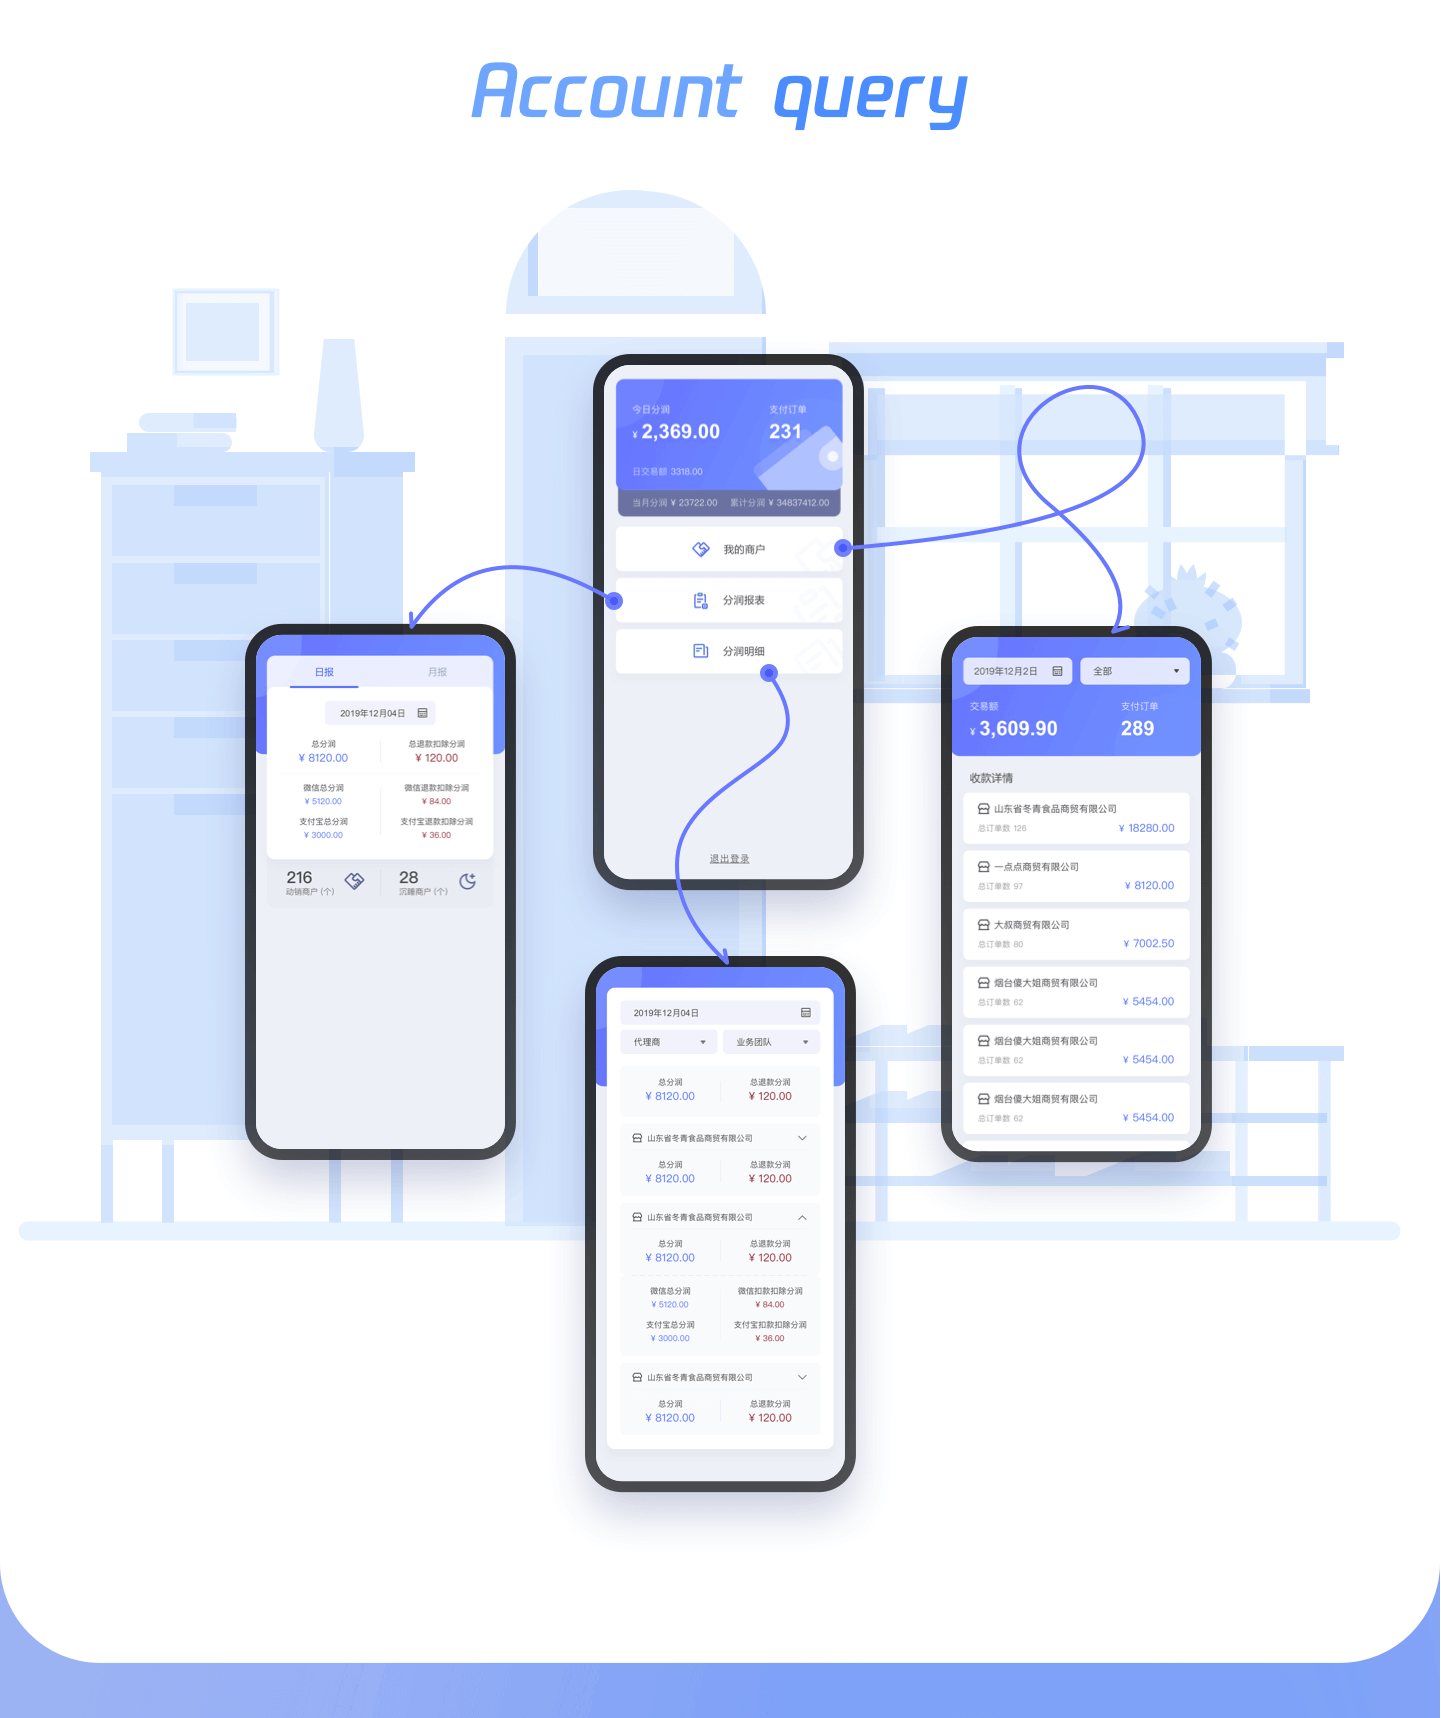 Account query
今日分润 支付订单
¥ 2,369.00 231
日交易额 3318.00
当月分润 ¥ 23722.00 累计分润 ¥ 34837412.00
我的商户
分润报表
分润明细
退出登录
日报 月报
2019年12月04日
总分润 总退款扣除分润
¥ 8120.00 ¥ 120.00
微信总分润 微信退款扣除分润
¥ 5120.00 ¥ 84.00
支付宝总分润 支付宝退款扣除分润
¥ 3000.00 ¥ 36.00
216 28
动销商户 (个) 沉睡商户 (个)
2019年12月2日 全部
交易额 支付订单
¥ 3,609.90 289
收款详情
山东省冬青食品商贸有限公司
总订单数 126 ¥ 18280.00
一点点商贸有限公司
总订单数 97 ¥ 8120.00
大叔商贸有限公司
总订单数 80 ¥ 7002.50
烟台傻大姐商贸有限公司
总订单数 62 ¥ 5454.00
烟台傻大姐商贸有限公司
总订单数 62 ¥ 5454.00
烟台傻大姐商贸有限公司
总订单数 62 ¥ 5454.00
2019年12月04日
代理商 业务团队
总分润 总退款分润
¥ 8120.00 ¥ 120.00
山东省冬青食品商贸有限公司
总分润 总退款分润
¥ 8120.00 ¥ 120.00
山东省冬青食品商贸有限公司
总分润 总退款分润
¥ 8120.00 ¥ 120.00
微信总分润 微信扣款扣除分润
¥ 5120.00 ¥ 84.00
支付宝总分润 支付宝扣款扣除分润
¥ 3000.00 ¥ 36.00
山东省冬青食品商贸有限公司
总分润 总退款分润
¥ 8120.00 ¥ 120.00